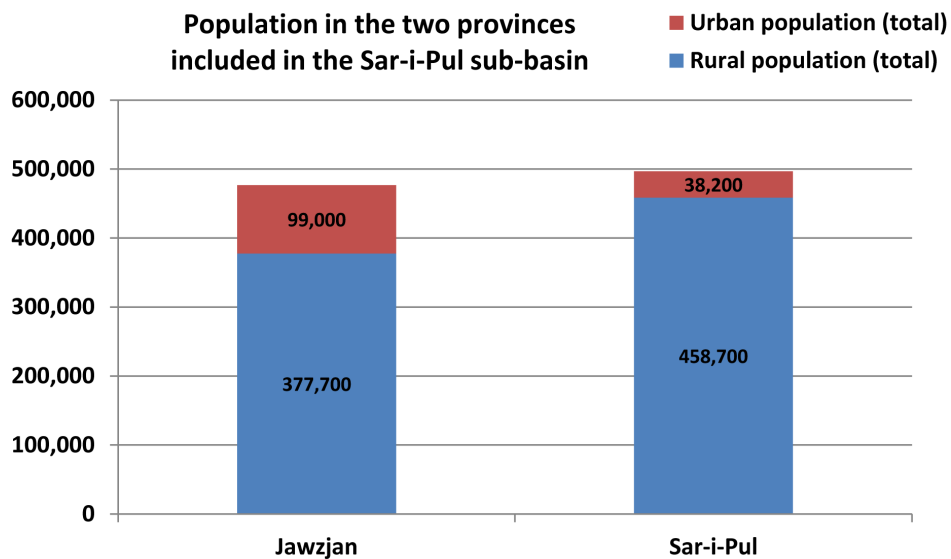 Population in the two provinces
included in the Sar-i-Pul sub-basin
Urban population (total)
Rural population (total)
600,000
500,000
400,000
300,000
200,000
100,000
0
99,000
377,700
38,200
458,700
Jawzjan
Sar-i-Pul